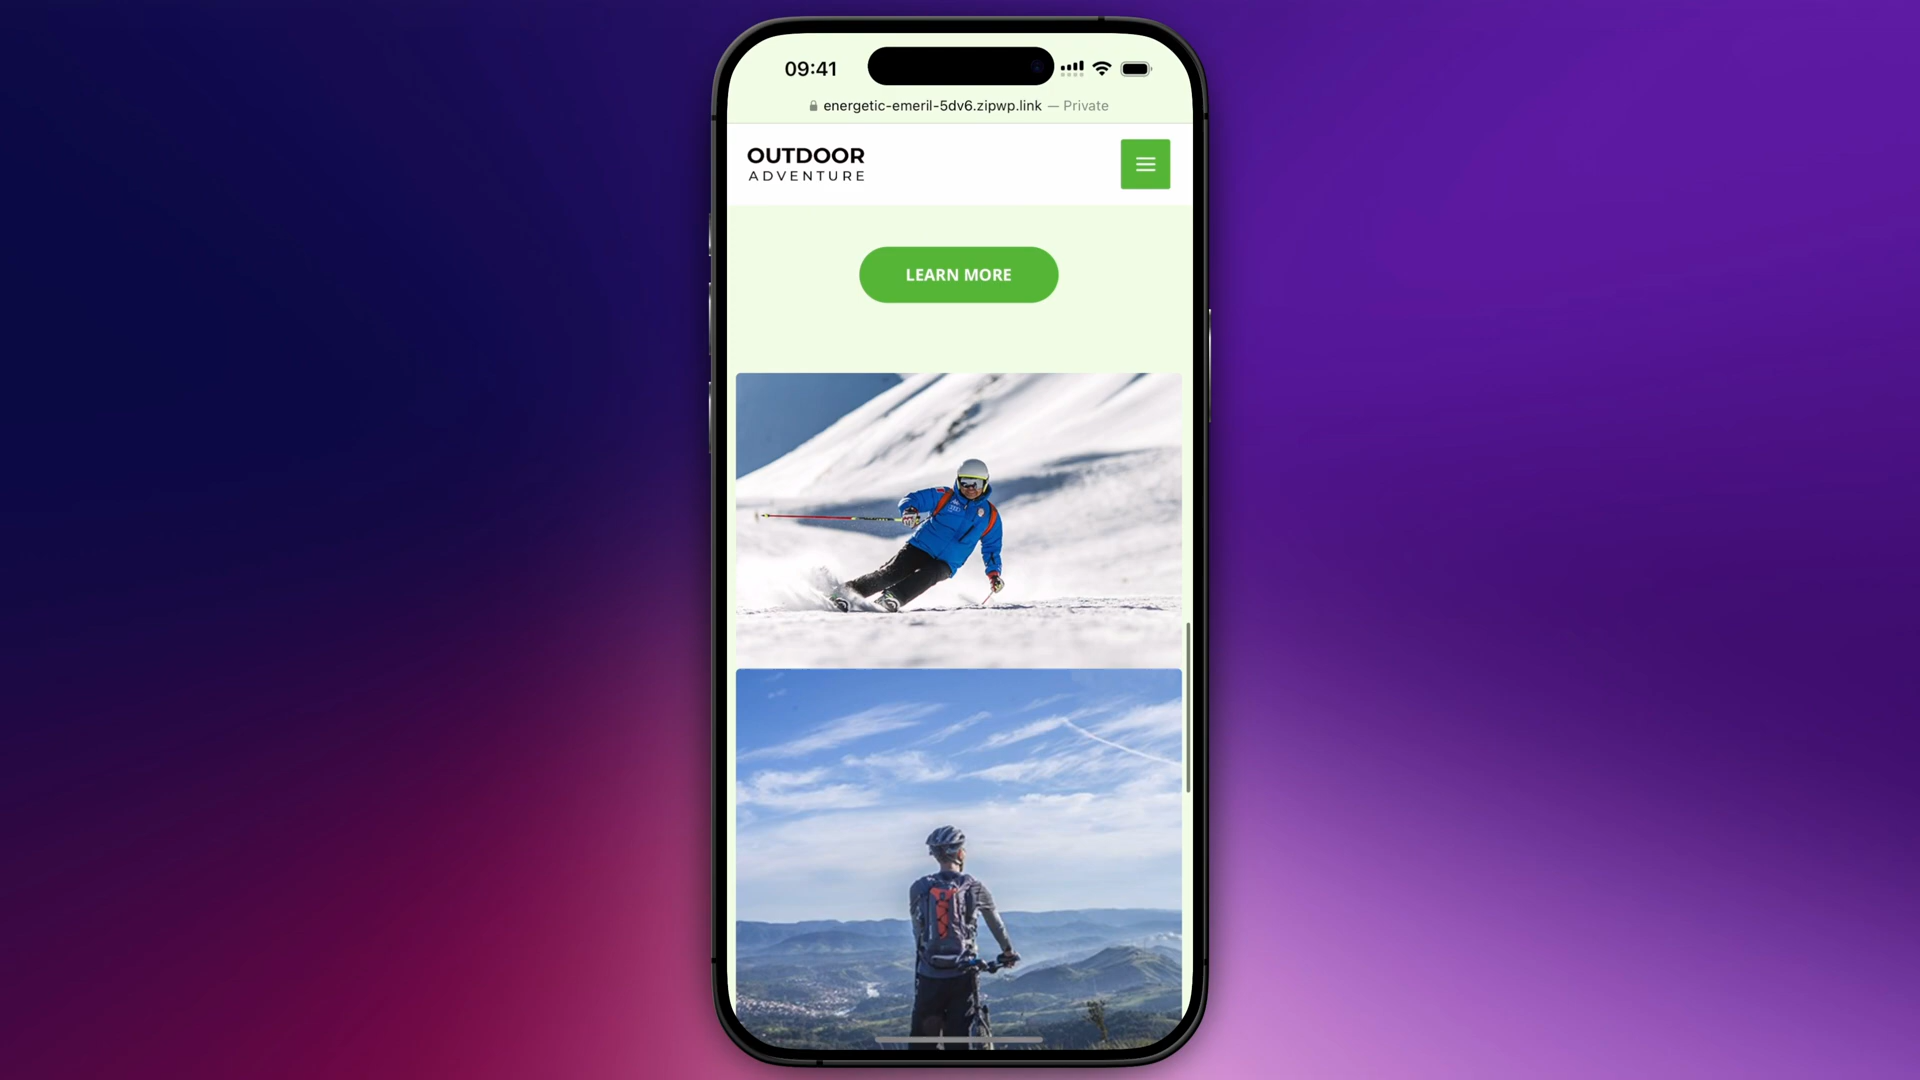 09:41
energetic-emeril-5dv6.zipwp.link — Private
OUTDOOR
ADVENTURE
LEARN MORE